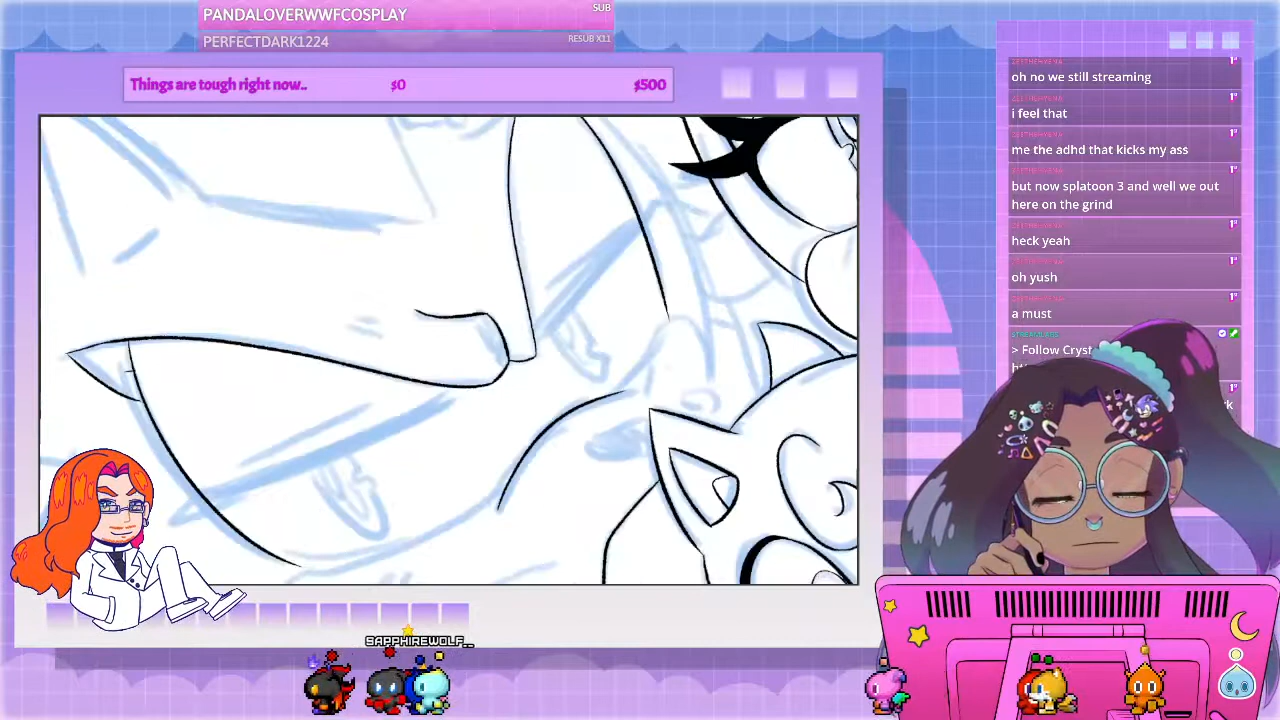 PANDALOVERWWFCOSPLAY
SUB
PERFECTDARK1224
RESUB X11
Things are tough right now..
$0
$500
oh no we still streaming
i feel that
me the adhd that kicks my ass
but now splatoon 3 and well we out
here on the grind
heck yeah
oh yush
a must
> Follow Cryst
SAPPHIREWOLF_..